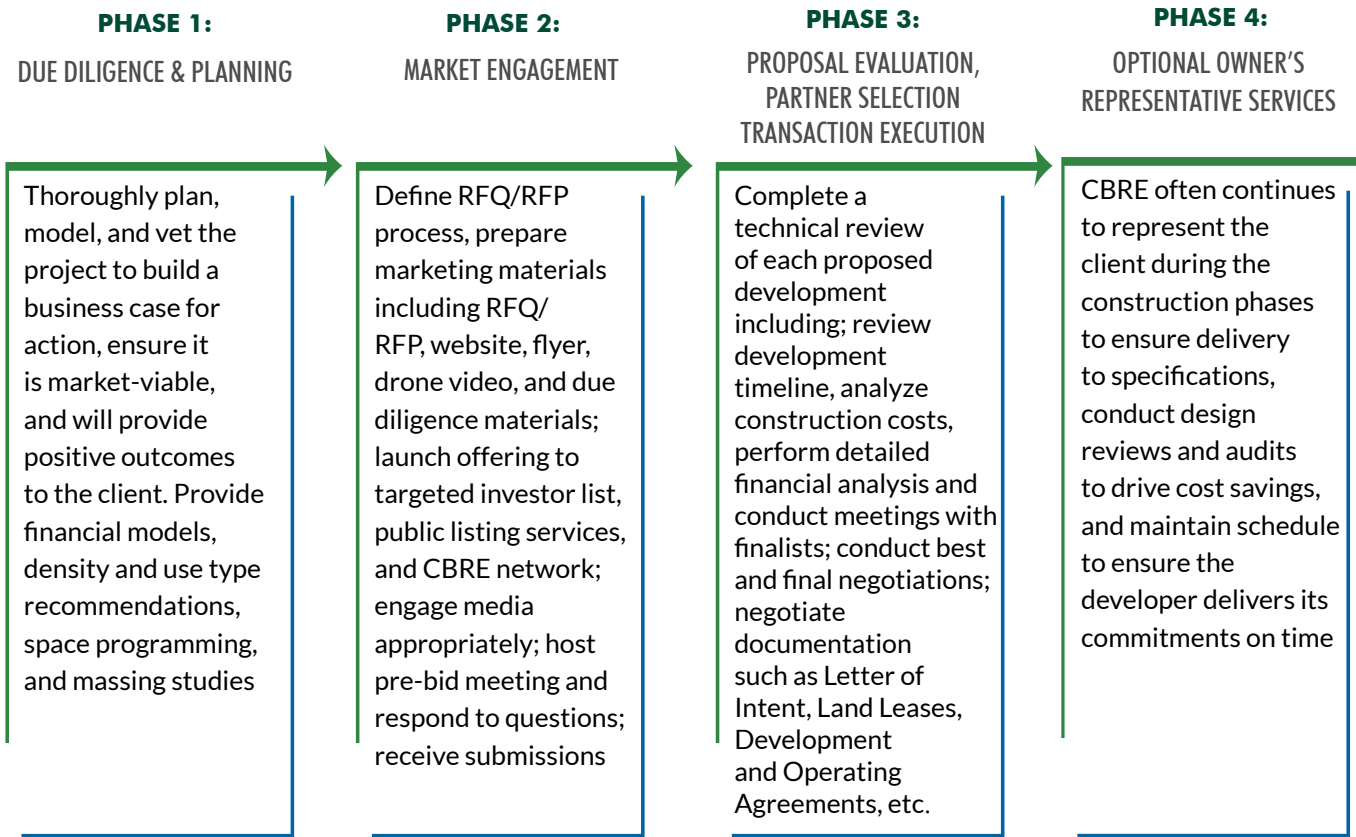 PHASE 1:
DUE DILIGENCE & PLANNING
Thoroughly plan,
model, and vet the
project to build a
business case for
action, ensure it
is market-viable,
and will provide
positive outcomes
to the client. Provide
financial models,
density and use type
recommendations,
space programming,
and massing studies
PHASE 2:
MARKET ENGAGEMENT
Define RFQ/RFP
process, prepare
marketing materials
including RFQ/
RFP, website, flyer,
drone video, and due
diligence materials;
launch offering to
targeted investor list,
public listing services,
and CBRE network;
engage media
appropriately; host
pre-bid meeting and
respond to questions;
receive submissions
PHASE 3:
PROPOSAL EVALUATION,
PARTNER SELECTION
TRANSACTION EXECUTION
Complete a
technical review
of each proposed
development
including; review
development
timeline, analyze
construction costs,
perform detailed
financial analysis and
conduct meetings with
finalists; conduct best
and final negotiations;
negotiate
documentation
such as Letter of
Intent, Land Leases,
Development
and Operating
Agreements, etc.
PHASE 4:
OPTIONAL OWNER'S
REPRESENTATIVE SERVICES
CBRE often continues
to represent the
client during the
construction phases
to ensure delivery
to specifications,
conduct design
reviews and audits
to drive cost savings,
and maintain schedule
to ensure the
developer delivers its
commitments on time